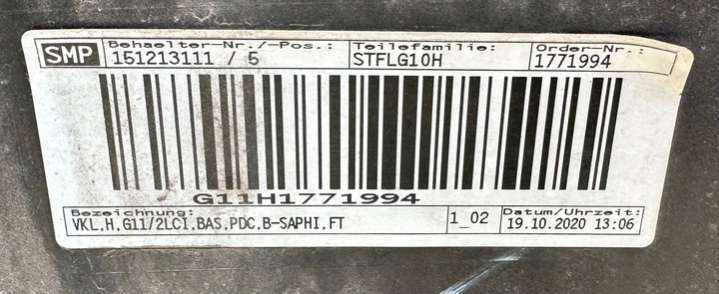 SMP Behaelter-Nr./-Pos.: Teilefamilie: Order-Nr.:
151213111 / 5 STFLG10H 1771994
G11H1771994
Bezeichnung: 1_02 Datum/Uhrzeit:
VKL,H,G11/2LCI,BAS,PDC,B-SAPHI,FT 19.10.2020 13:06